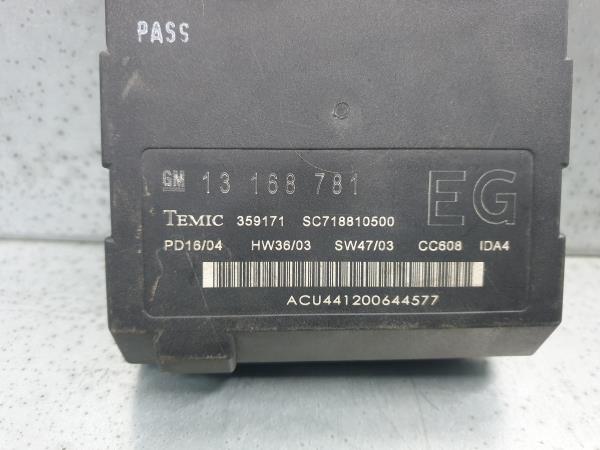 PASS
GM 13 168 781
EG
TEMIC 359171 SC718810500
PD16/04 HW36/03 SW47/03 CC608 IDA4
ACU441200644577